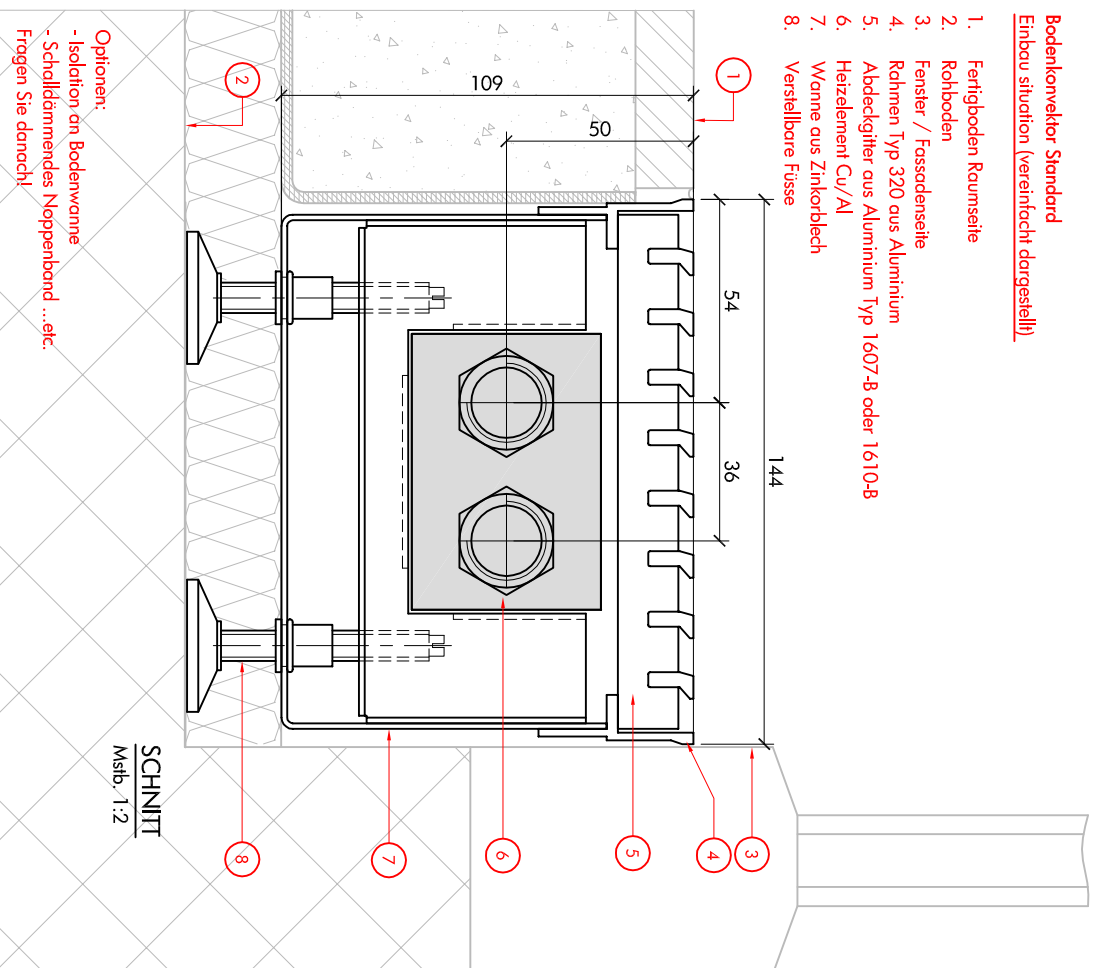 Bodenkonvektor Standard
Einbau situation (vereinfacht dargestellt)
1. Fertigboden Raumseite
2. Rohboden
3. Fenster / Fassadenseite
4. Rahmen Typ 320 aus Aluminium
5. Abdeckgitter aus Aluminium Typ 1607-B oder 1610-B
6. Heizelement Cu/Al
7. Wanne aus Zinkorblech
8. Verstellbare Füsse
144
54
36
50
109
1
2
3
4
5
6
7
8
SCHNITT
Mstb. 1:2
Optionen:
- Isolation an Bodenwanne
- Schalldämmendes Noppenband ...etc.
Fragen Sie danach!